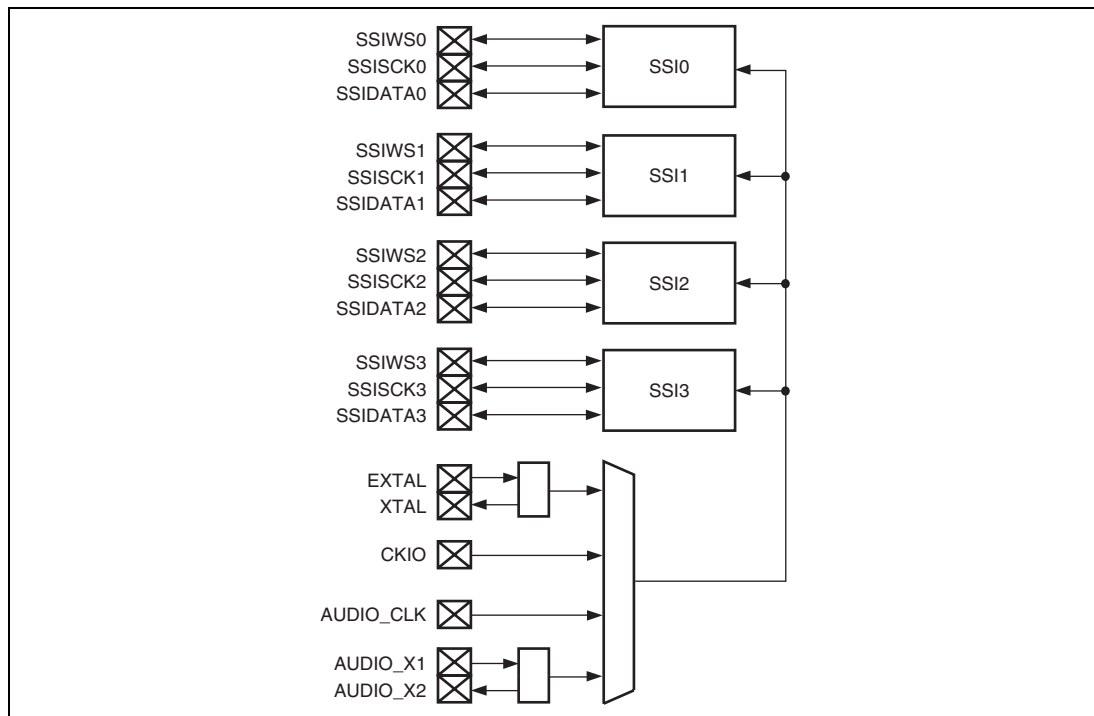 SSIWS0
SSISCK0
SSIDATA0
SSI0
SSIWS1
SSISCK1
SSIDATA1
SSI1
SSIWS2
SSISCK2
SSIDATA2
SSI2
SSIWS3
SSISCK3
SSIDATA3
SSI3
EXTAL
XTAL
CKIO
AUDIO_CLK
AUDIO_X1
AUDIO_X2